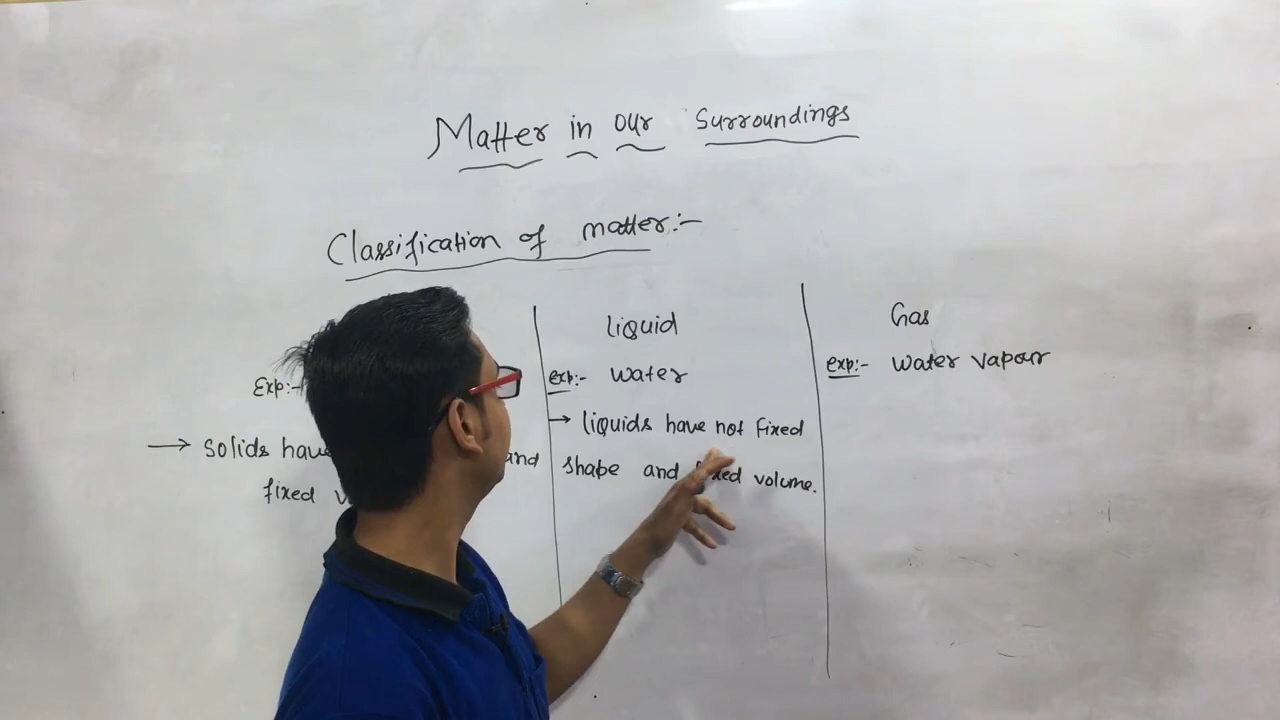 Matter in our Surroundings
Classification of matter:-
Exp:-
→ solids have and
fixed
liquid
exp:- water
→ liquids have not fixed
shape and fixed volume.
Gas
exp:- water vapour